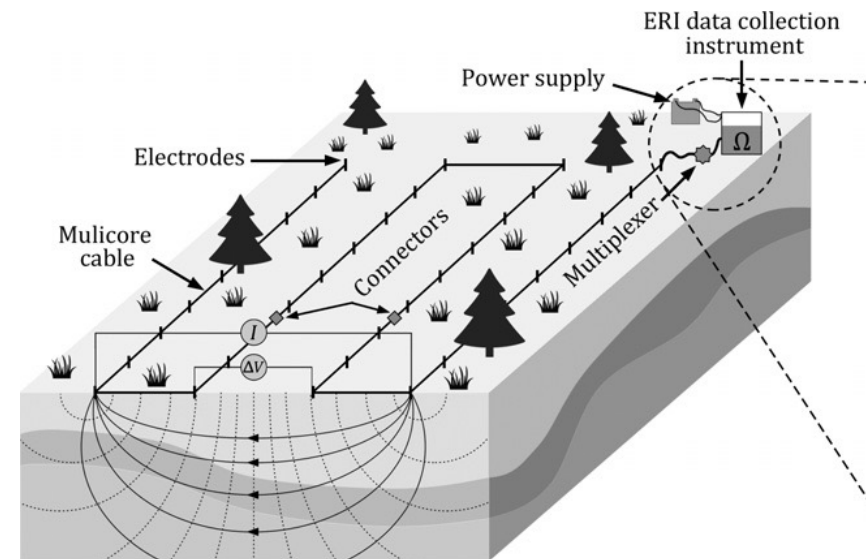 ERI data collection
instrument
Power supply
Ω
Electrodes
Mulicore
cable
Connectors
Multiplexer
I
ΔV